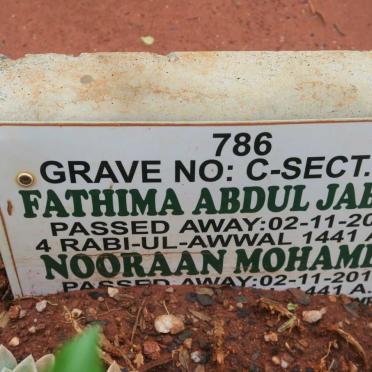 786
GRAVE NO: C-SECT.
FATHIMA ABDUL JAB
PASSED AWAY:02-11-20
4 RABI-UL-AWWAL 1441 A
NOORAAN MOHAM
PASSED AWAY:02-11-201
1441 A.